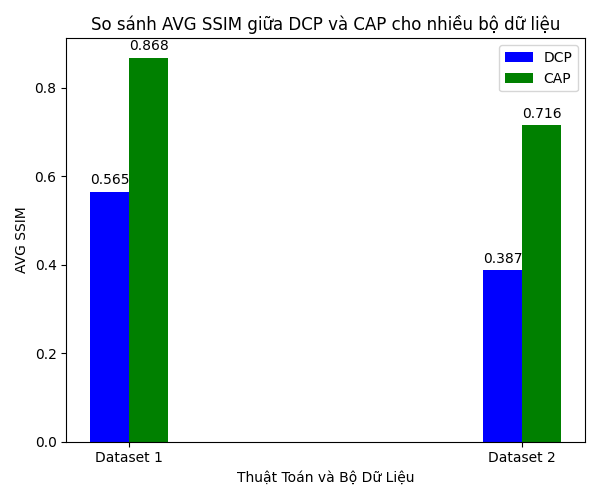 So sánh AVG SSIM giữa DCP và CAP cho nhiều bộ dữ liệu
DCP
CAP
0.868
0.716
0.565
0.387
AVG SSIM
0.8
0.6
0.4
0.2
0.0
Dataset 1
Dataset 2
Thuật Toán và Bộ Dữ Liệu